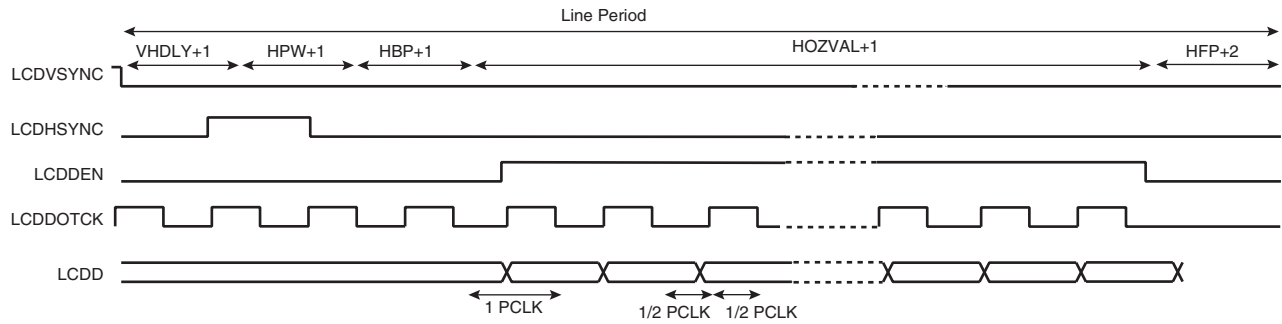 Line Period
VHDLY+1 HPW+1 HBP+1 HOZVAL+1 HFP+2
LCDVSYNC
LCDHSYNC
LCDDEN
LCDDOTCK
LCDD
1 PCLK 1/2 PCLK 1/2 PCLK